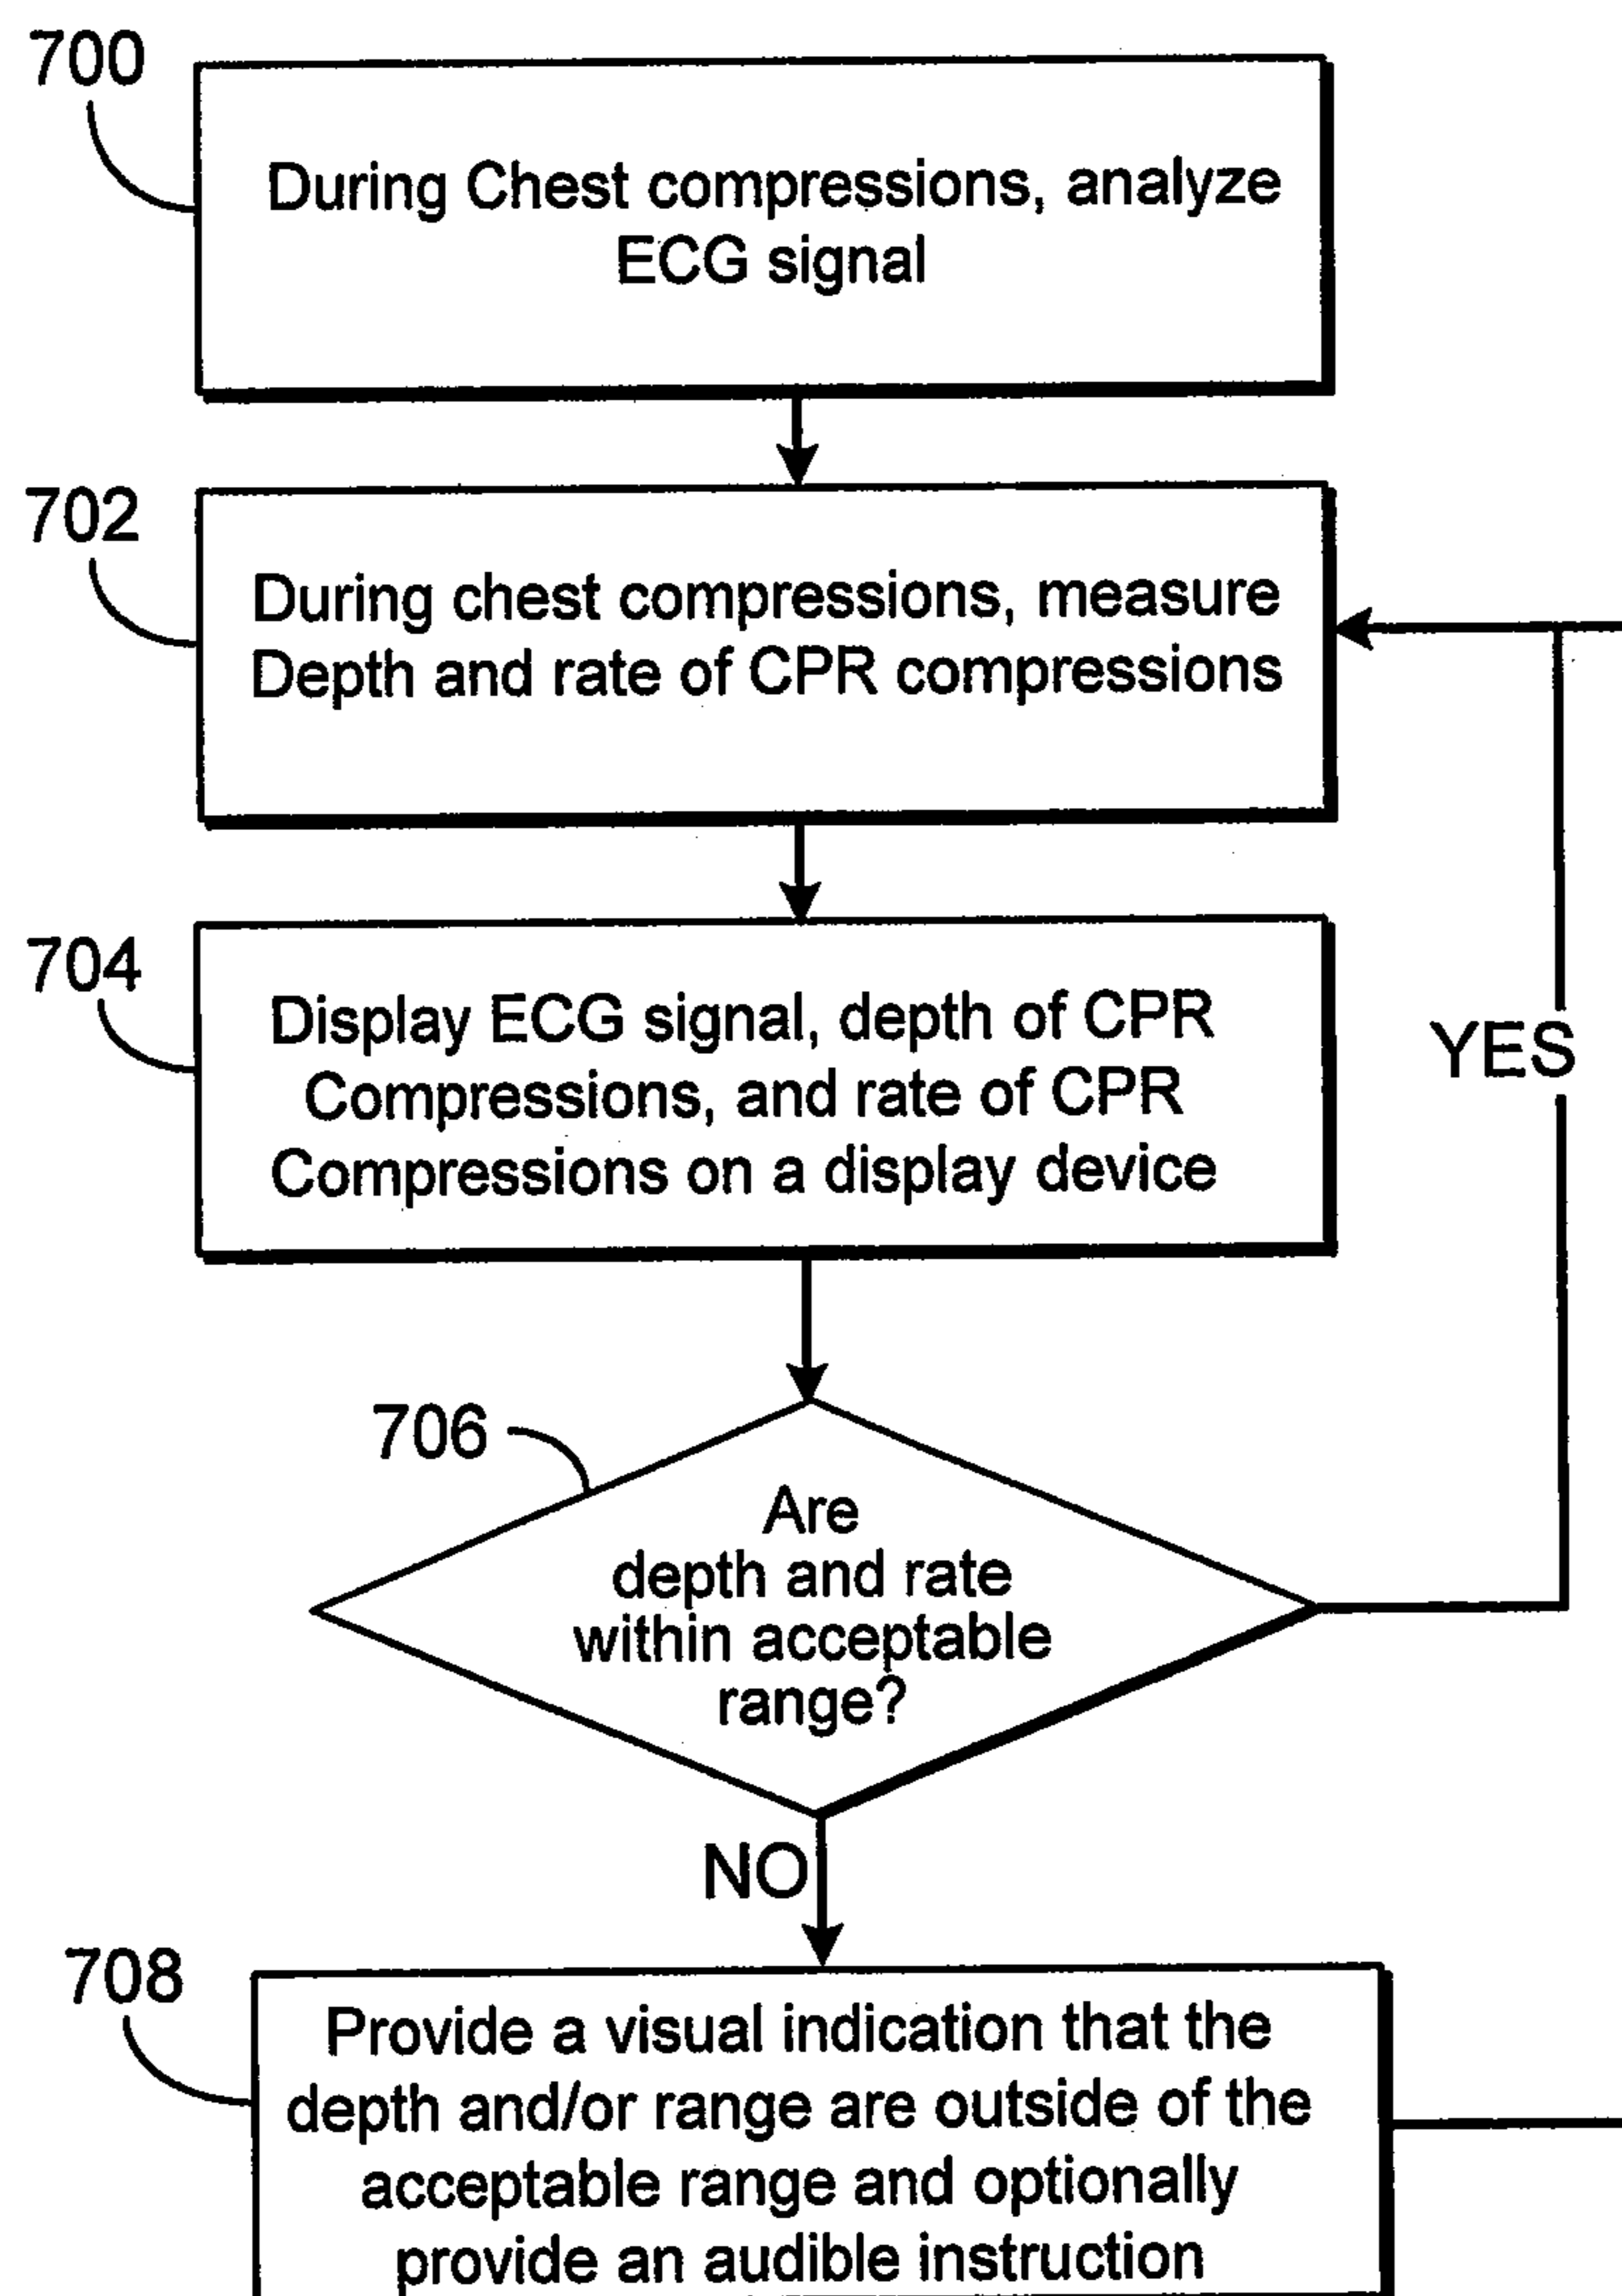 700
During Chest compressions, analyze
ECG signal
702
During chest compressions, measure
Depth and rate of CPR compressions
704
Display ECG signal, depth of CPR
Compressions, and rate of CPR
Compressions on a display device
YES
706
Are
depth and rate
within acceptable
range?
NO
708
Provide a visual indication that the
depth and/or range are outside of the
acceptable range and optionally
provide an audible instruction